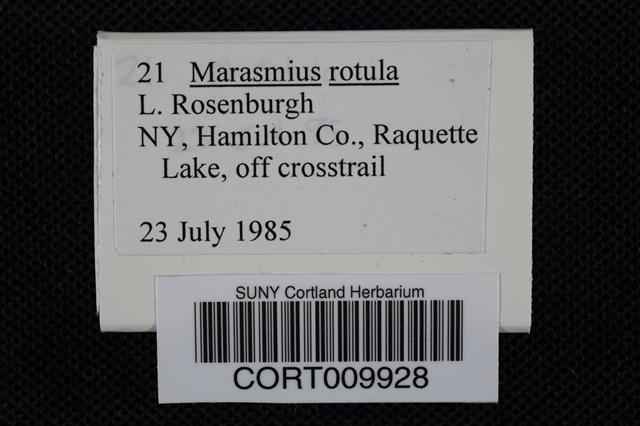 21 Marasmius rotula
L. Rosenburgh
NY, Hamilton Co., Raquette
Lake, off crosstrail
23 July 1985
SUNY Cortland Herbarium
CORT009928